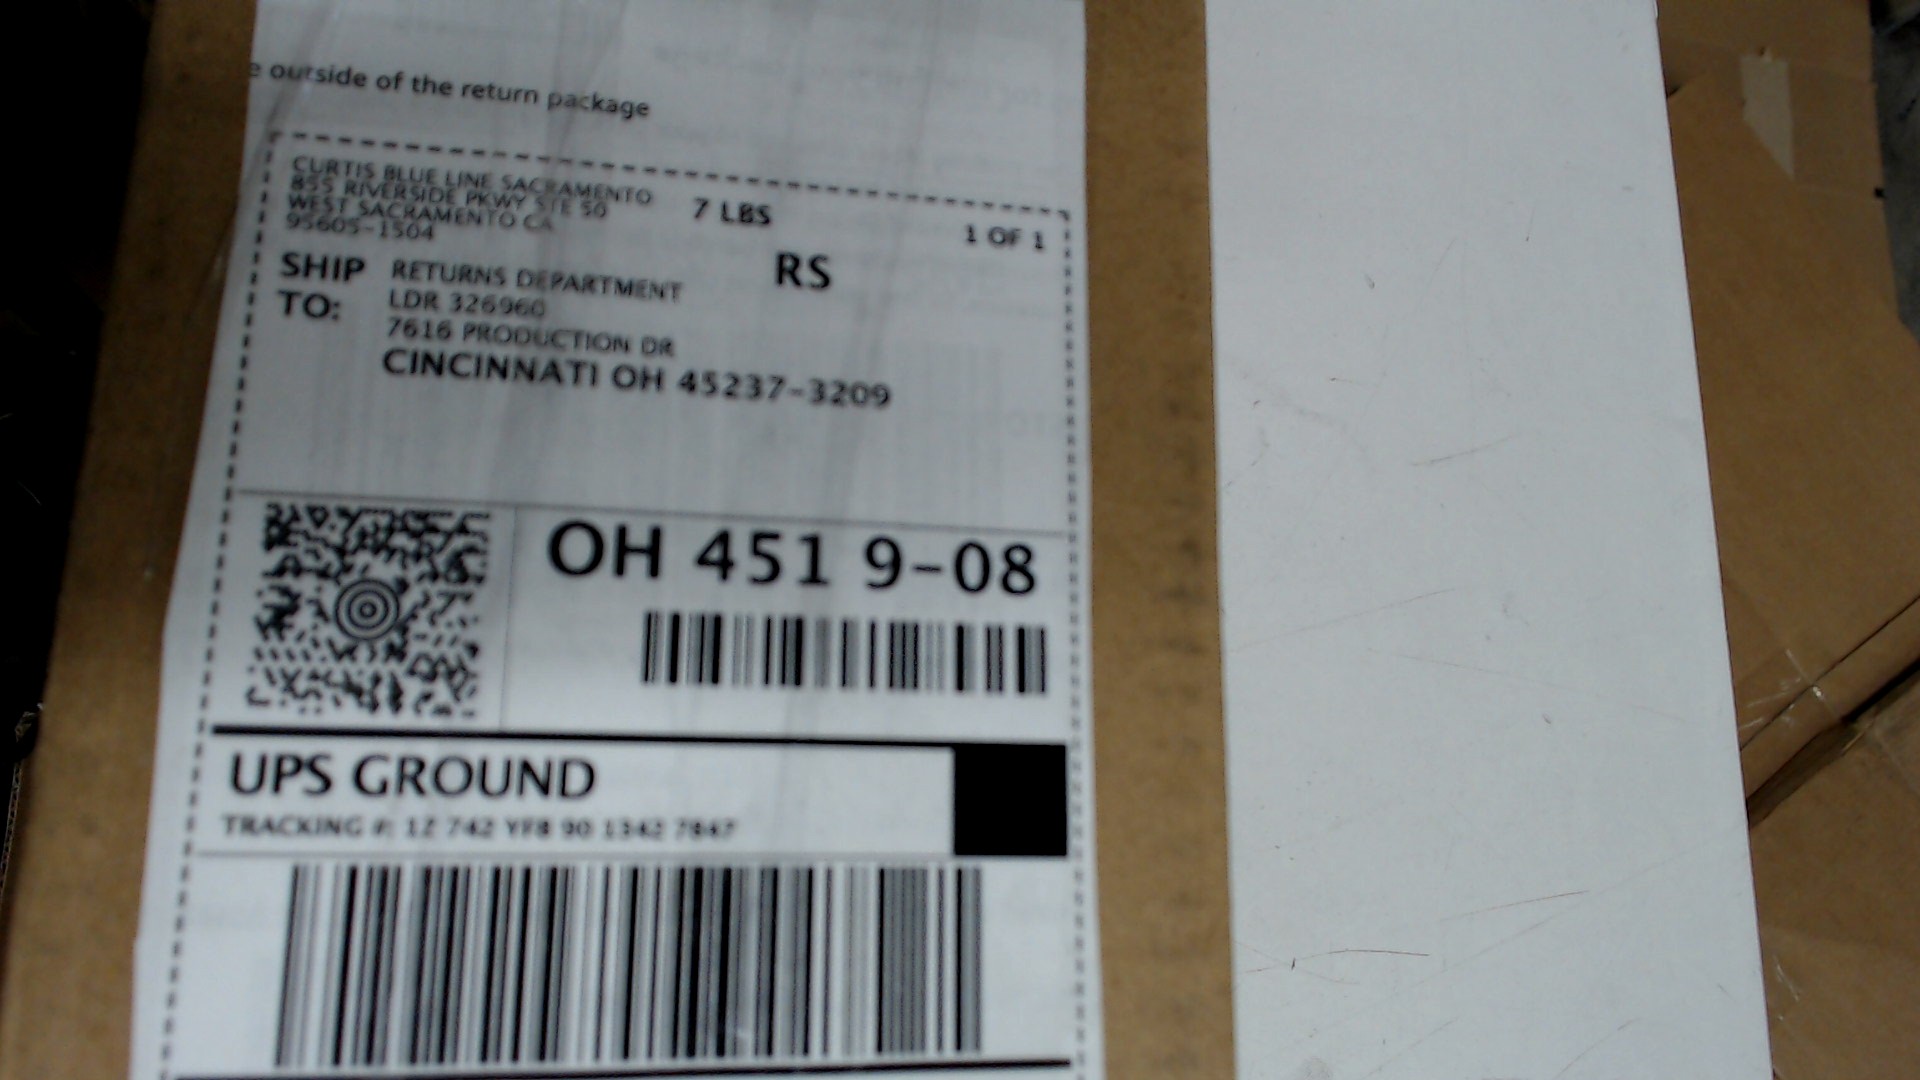 e outside of the return package
CURTIS BLUE LINE SACRAMENTO
855 RIVERSIDE PKWY STE 50
WEST SACRAMENTO CA
95605-1504
7 LBS
1 OF 1
RS
SHIP TO:
RETURNS DEPARTMENT
LDR 326960
7616 PRODUCTION DR
CINCINNATI OH 45237-3209
OH 451 9-08
UPS GROUND
TRACKING #: 1Z 742 YF8 90 1342 7847